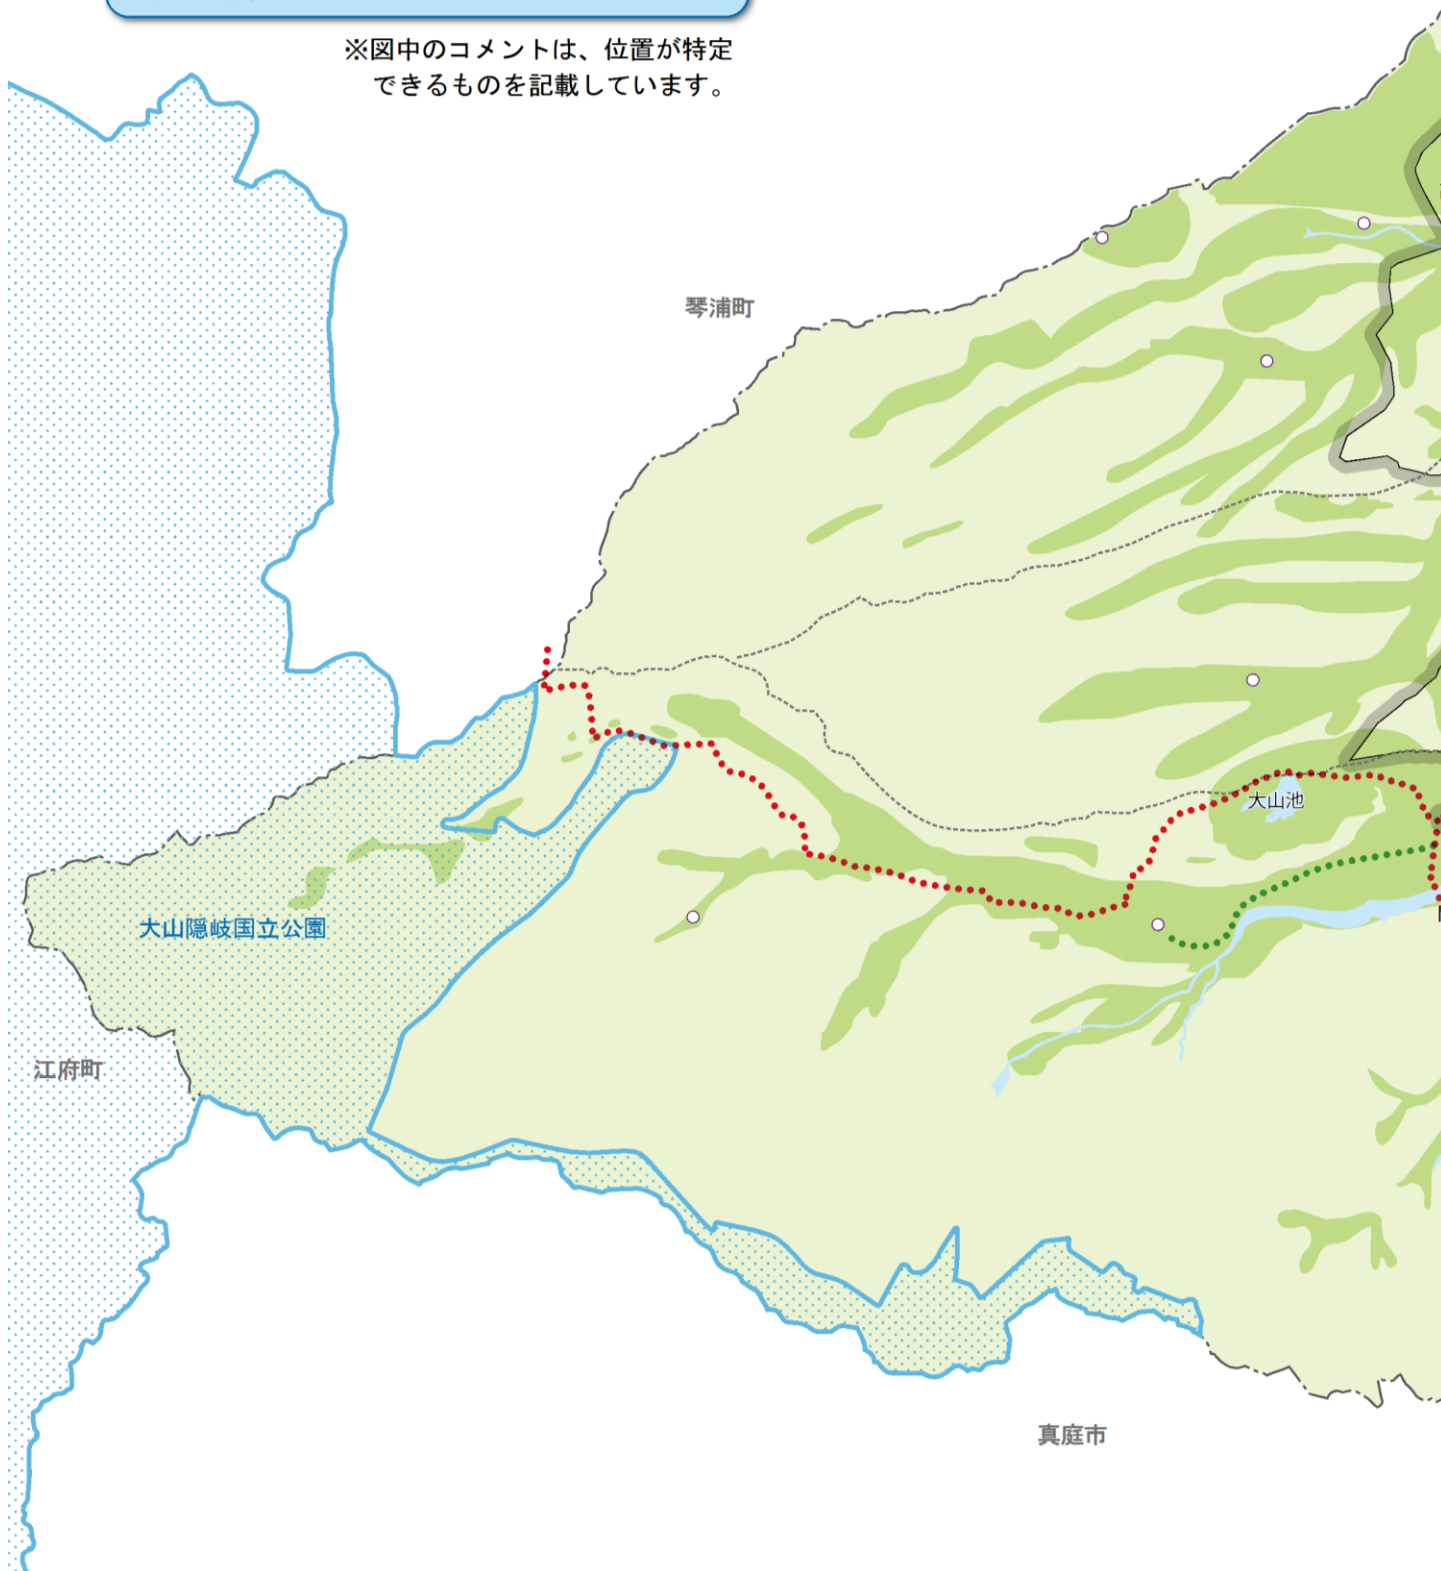 ※図中のコメントは、位置が特定
できるものを記載しています。
琴浦町
大山池
大山隠岐国立公園
江府町
真庭市